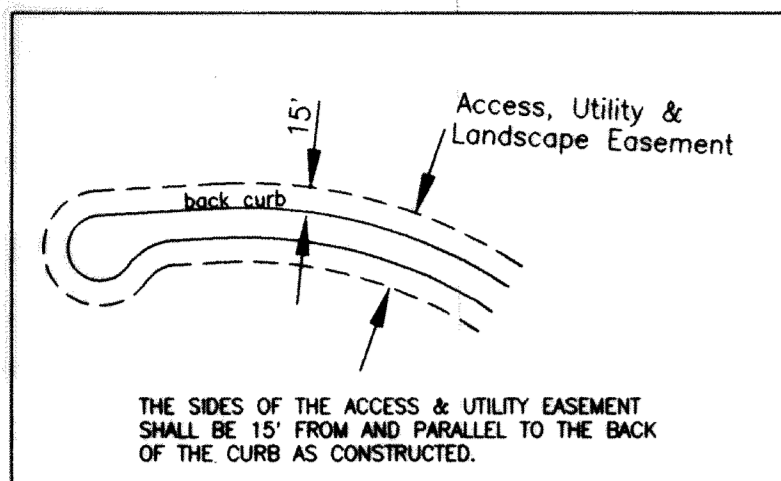 15'
Access, Utility &
Landscape Easement
back curb
THE SIDES OF THE ACCESS & UTILITY EASEMENT
SHALL BE 15' FROM AND PARALLEL TO THE BACK
OF THE CURB AS CONSTRUCTED.